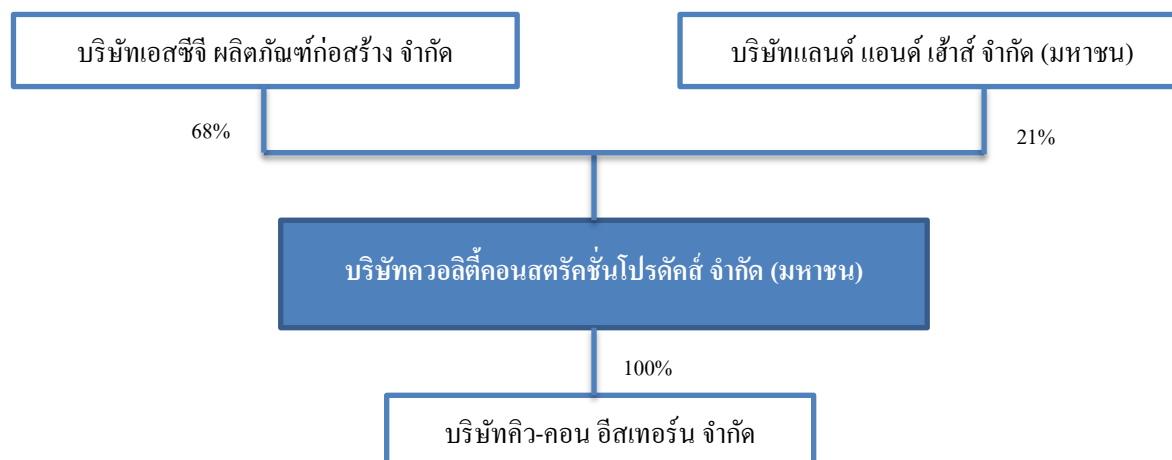 บริษัทเอสซีจี ผลิตภัณฑ์ก่อสร้าง จำกัด
บริษัทแลนด์ แอนด์ เฮ้าส์ จำกัด (มหาชน)
68%
21%
บริษัทควอลิตี้คอนสตรัคชั่นโปรดัคส์ จำกัด (มหาชน)
100%
บริษัทคิว-คอน อีสเทอร์น จำกัด